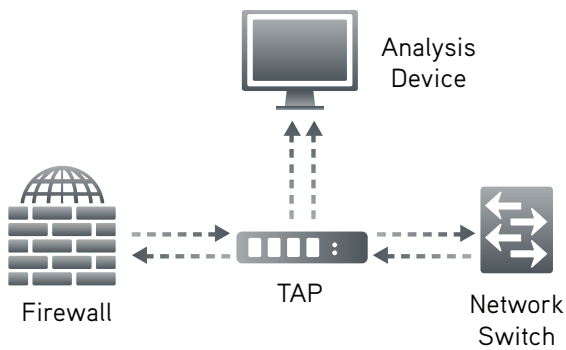 Analysis
Device
Firewall
TAP
Network
Switch